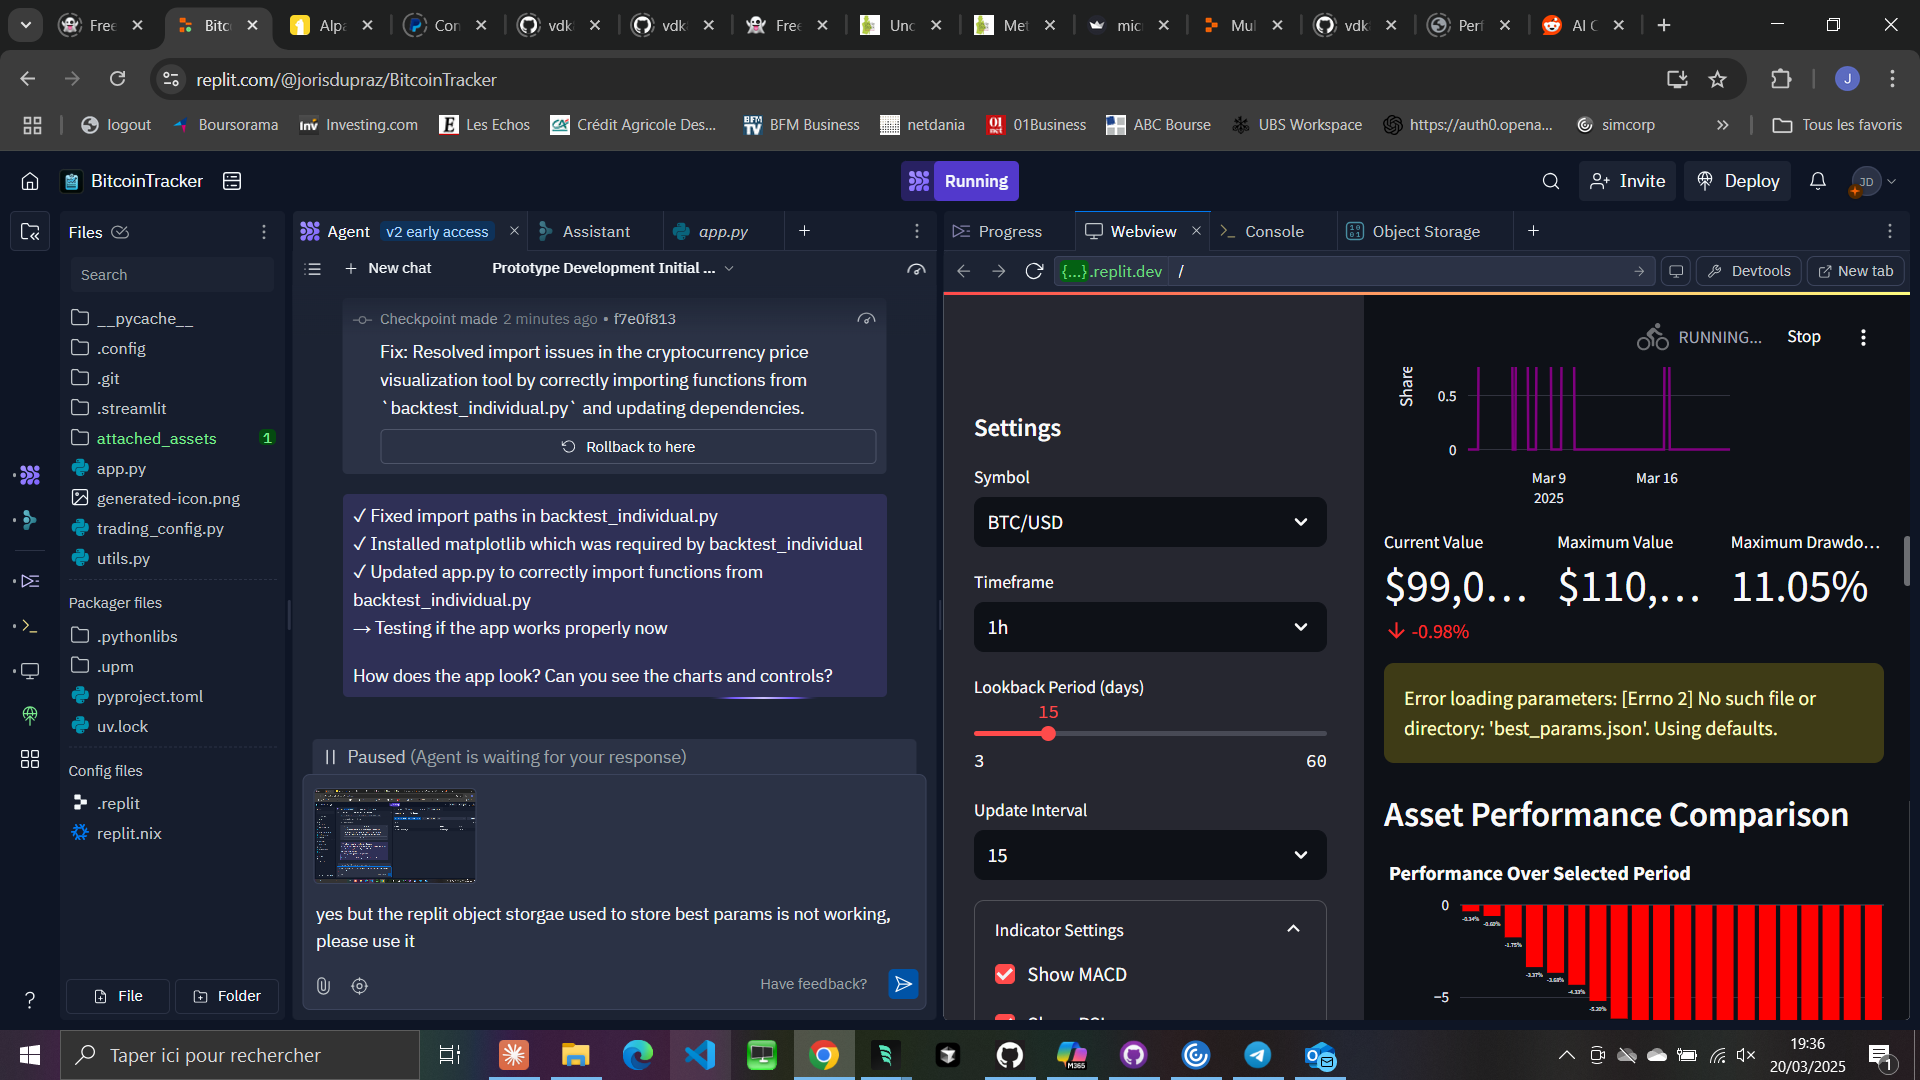 Free
Bitc
Alpa
Con
vdk
vdk
Free
Unc
Met
mic
Mul
vdk
Perf
AI C
replit.com/@jorisdupraz/BitcoinTracker
J
logout
Boursorama
Investing.com
Les Echos
Crédit Agricole Des...
BFM Business
netdania
01Business
ABC Bourse
UBS Workspace
https://auth0.opena...
simcorp
»
Tous les favoris
BitcoinTracker
Running
Invite
Deploy
JD
Files
Agent
v2 early access
Assistant
app.py
Progress
Webview
Console
Object Storage
Search
New chat
Prototype Development Initial ...
{...}.replit.dev
/
Devtools
New tab
__pycache__
.config
.git
.streamlit
attached_assets
1
app.py
generated-icon.png
trading_config.py
utils.py
Packager files
.pythonlibs
.upm
pyproject.toml
uv.lock
Config files
.replit
replit.nix
File
Folder
Checkpoint made 2 minutes ago • f7e0f813
Fix: Resolved import issues in the cryptocurrency price
visualization tool by correctly importing functions from
`backtest_individual.py` and updating dependencies.
Rollback to here
✓ Fixed import paths in backtest_individual.py
✓ Installed matplotlib which was required by backtest_individual
✓ Updated app.py to correctly import functions from
backtest_individual.py
→ Testing if the app works properly now
How does the app look? Can you see the charts and controls?
Paused (Agent is waiting for your response)
yes but the replit object storgae used to store best params is not working,
please use it
Have feedback?
Settings
Symbol
BTC/USD
Timeframe
1h
Lookback Period (days)
15
3
60
Update Interval
15
Indicator Settings
Show MACD
RUNNING...
Stop
Share
0.5
0
Mar 9
2025
Mar 16
Current Value
Maximum Value
Maximum Drawdo...
$99,0...
$110,...
11.05%
-0.98%
Error loading parameters: [Errno 2] No such file or
directory: 'best_params.json'. Using defaults.
Asset Performance Comparison
Performance Over Selected Period
0
−5
Taper ici pour rechercher
M365
19:36
20/03/2025
1